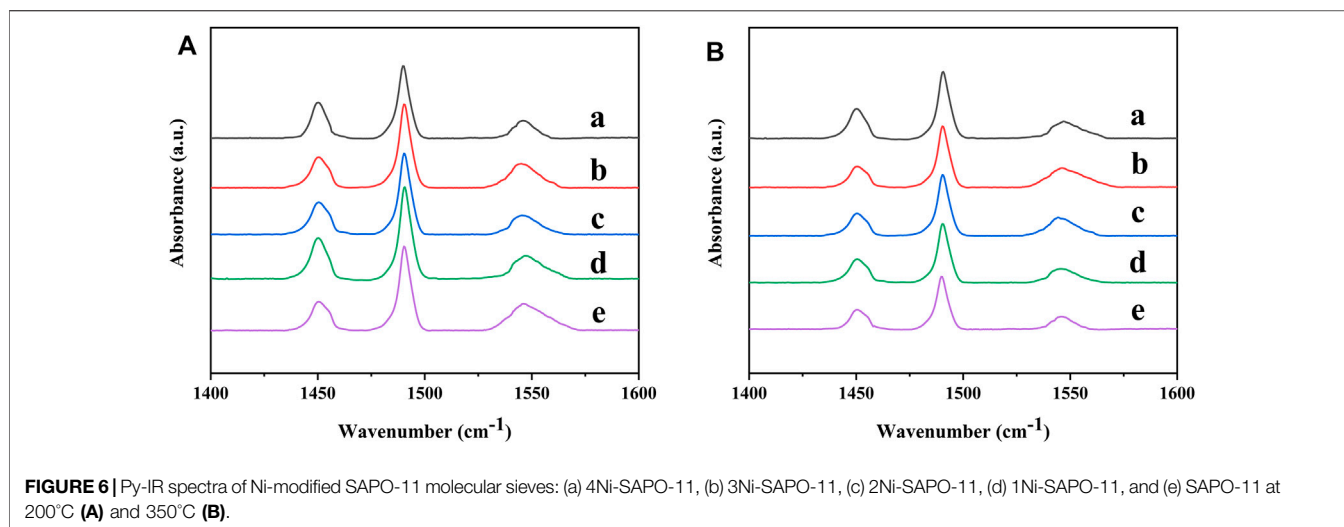 A
Absorbance (a.u.)
a
b
c
d
e
1400 1450 1500 1550 1600
Wavenumber (cm⁻¹)
B
Absorbance (a.u.)
a
b
c
d
e
1400 1450 1500 1550 1600
Wavenumber (cm⁻¹)
FIGURE 6 | Py-IR spectra of Ni-modified SAPO-11 molecular sieves: (a) 4Ni-SAPO-11, (b) 3Ni-SAPO-11, (c) 2Ni-SAPO-11, (d) 1Ni-SAPO-11, and (e) SAPO-11 at
200°C (A) and 350°C (B).